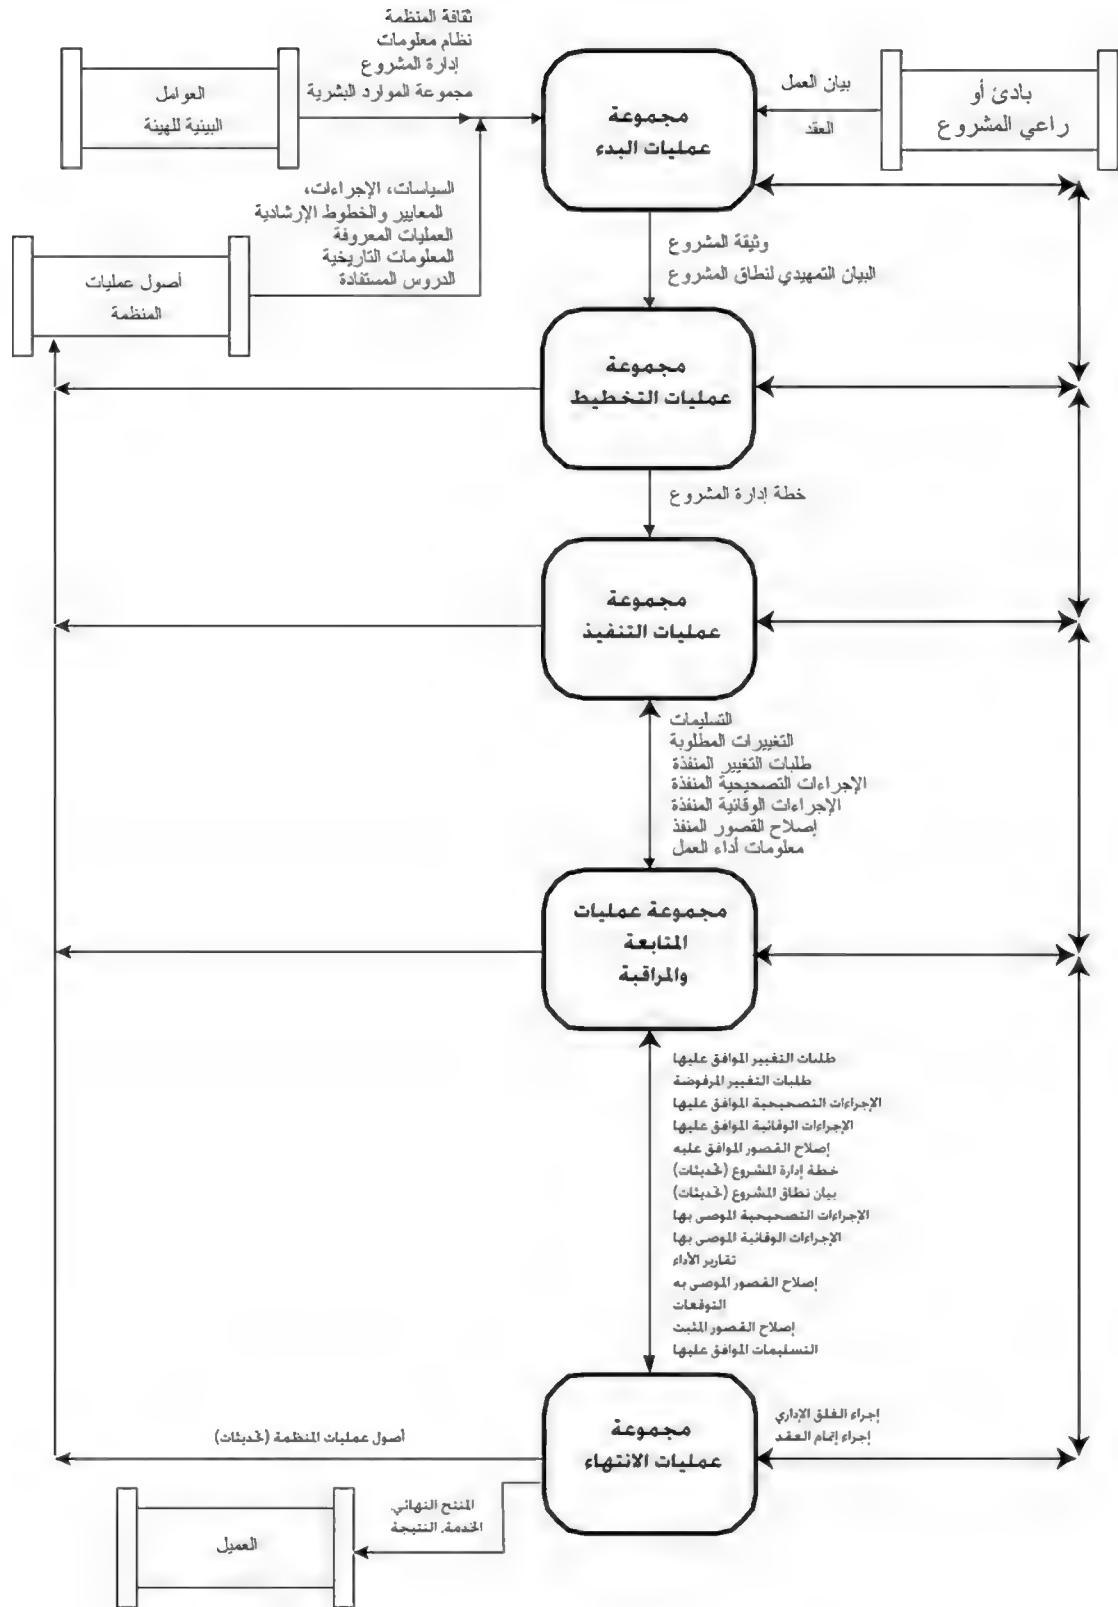 ثقافة المنظمة
نظام معلومات
إدارة المشروع
مجموعة الموارد البشرية
العوامل
البيئية للهيئة
مجموعة
عمليات البدء
بيان العمل
العقد
بادئ أو
راعي المشروع
السياسات، الإجراءات،
المعايير والخطوط الإرشادية
العمليات المعروفة
المعلومات التاريخية
الدروس المستفادة
أصول عمليات
المنظمة
وثيقة المشروع
البيان التمهيدي لنطاق المشروع
مجموعة
عمليات التخطيط
خطة إدارة المشروع
مجموعة
عمليات التنفيذ
التسليمات
التغييرات المطلوبة
طلبات التغيير المنفذة
الإجراءات التصحيحية المنفذة
الإجراءات الوقائية المنفذة
إصلاح القصور المنفذ
معلومات أداء العمل
مجموعة عمليات
المتابعة
والمراقبة
طلبات التغيير الموافق عليها
طلبات التغيير المرفوضة
الإجراءات التصحيحية الموافق عليها
الإجراءات الوقائية الموافق عليها
إصلاح القصور الموافق عليه
خطة إدارة المشروع (تحديثات)
بيان نطاق المشروع (تحديثات)
الإجراءات التصحيحية الموصى بها
الإجراءات الوقائية الموصى بها
تقارير الأداء
إصلاح القصور الموصى به
التوقعات
إصلاح القصور المثبت
التسليمات الموافق عليها
مجموعة
عمليات الانتهاء
إجراء الغلق الإداري
إجراء إتمام العقد
أصول عمليات المنظمة (تحديثات)
المنتج النهائي.
الخدمة. النتيجة
العميل